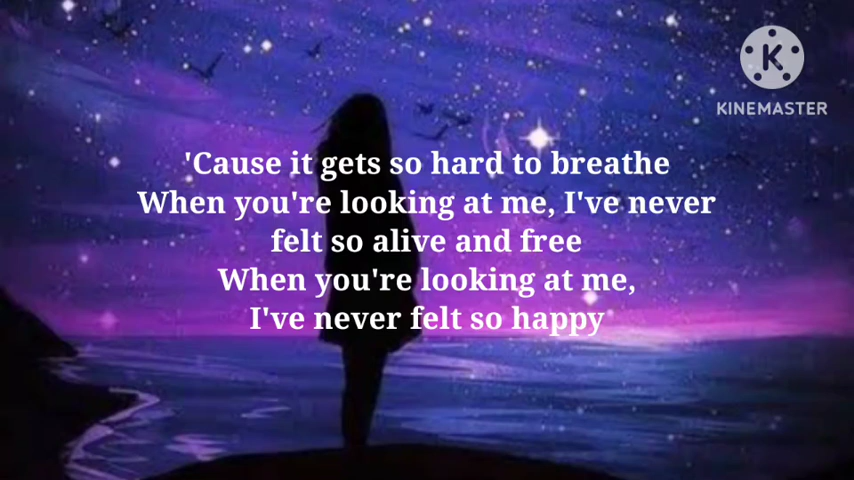 KINEMASTER
'Cause it gets so hard to breathe
When you're looking at me, I've never
felt so alive and free
When you're looking at me,
I've never felt so happy